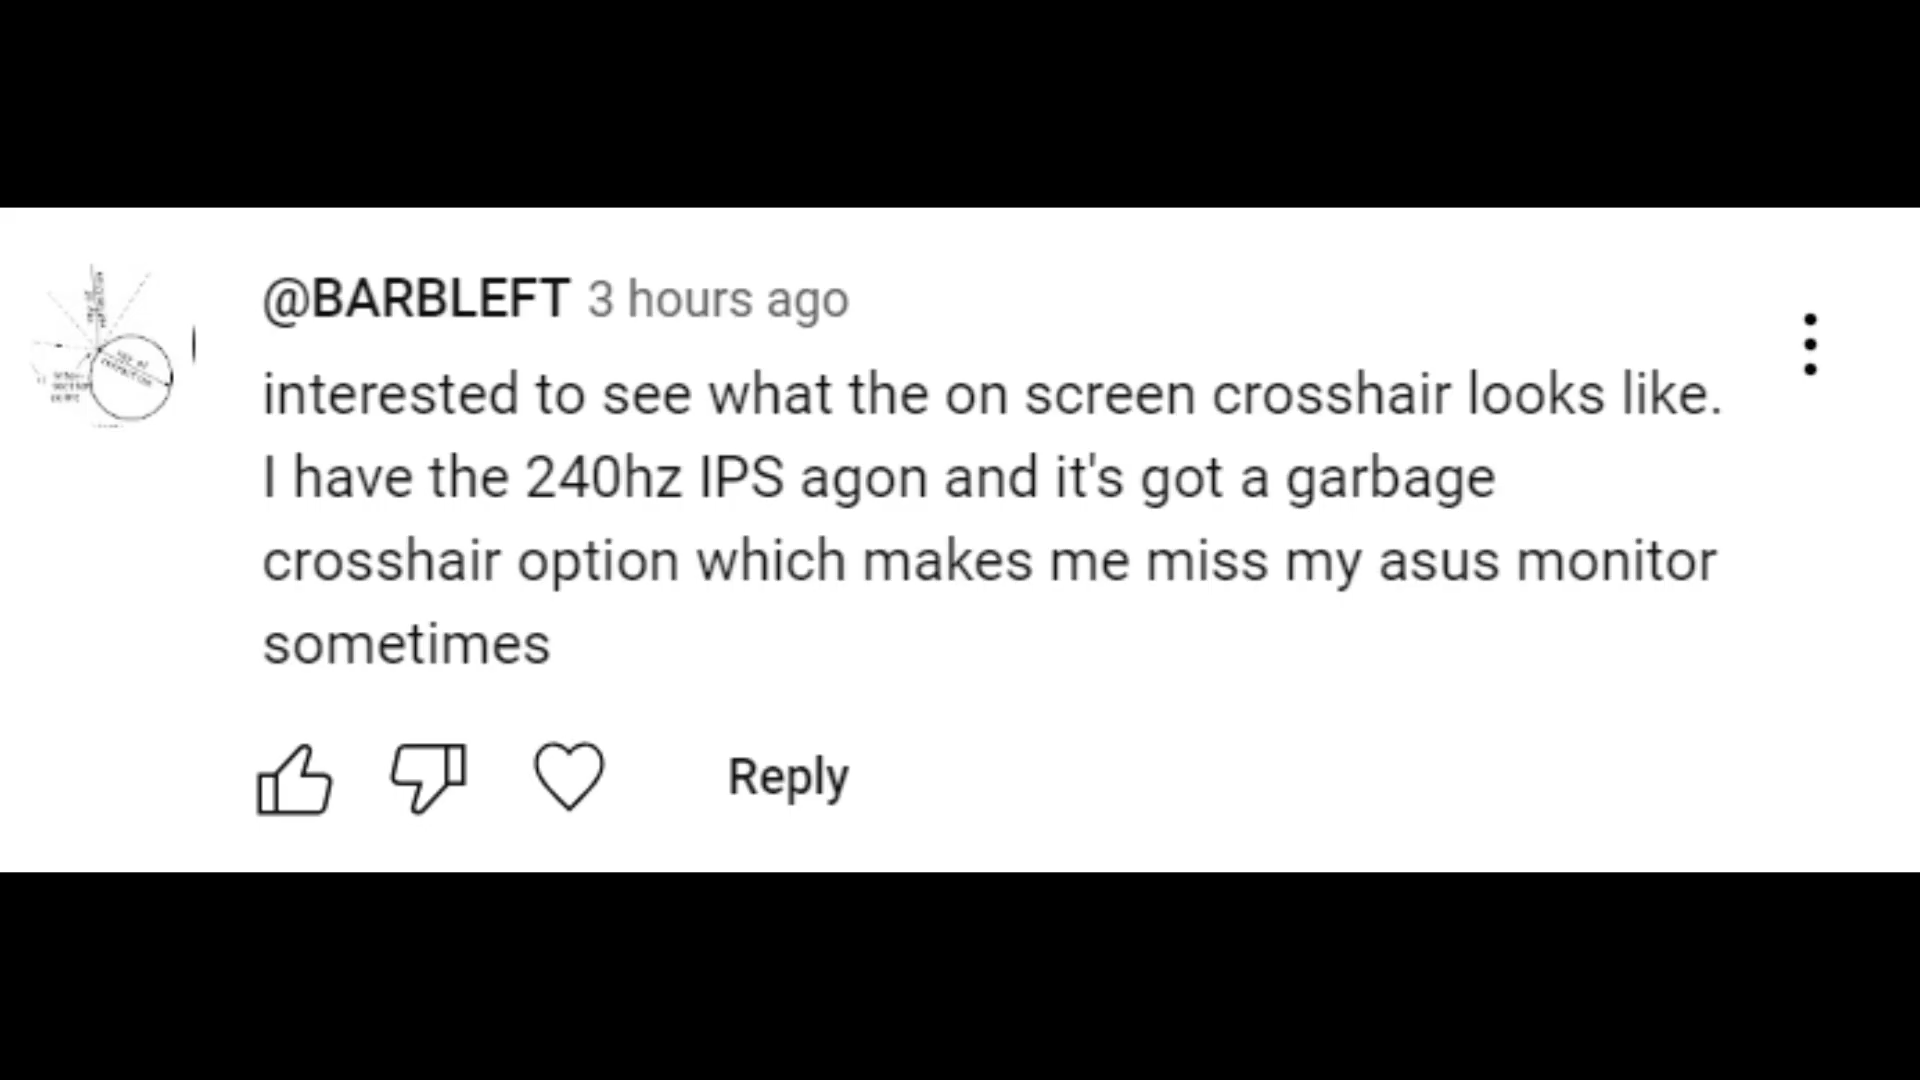 @BARBLEFT 3 hours ago
interested to see what the on screen crosshair looks like.
I have the 240hz IPS agon and it's got a garbage
crosshair option which makes me miss my asus monitor
sometimes
Reply